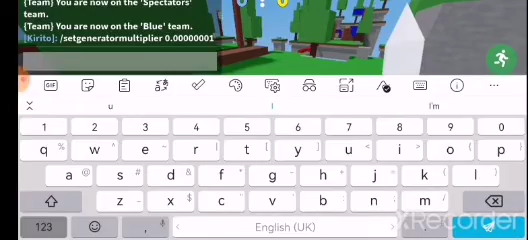 {Team} You are now on the 'Spectators'
team.
{Team} You are now on the 'Blue' team.
[Kirito]: /setgeneratormultiplier 0.00000001
GIF
u I I'm
1 2 3 4 5 6 7 8 9 0
q w e r t y u i o p
a s d f g h j k l
z x c v b n m
123 , English (UK)
XRecorder